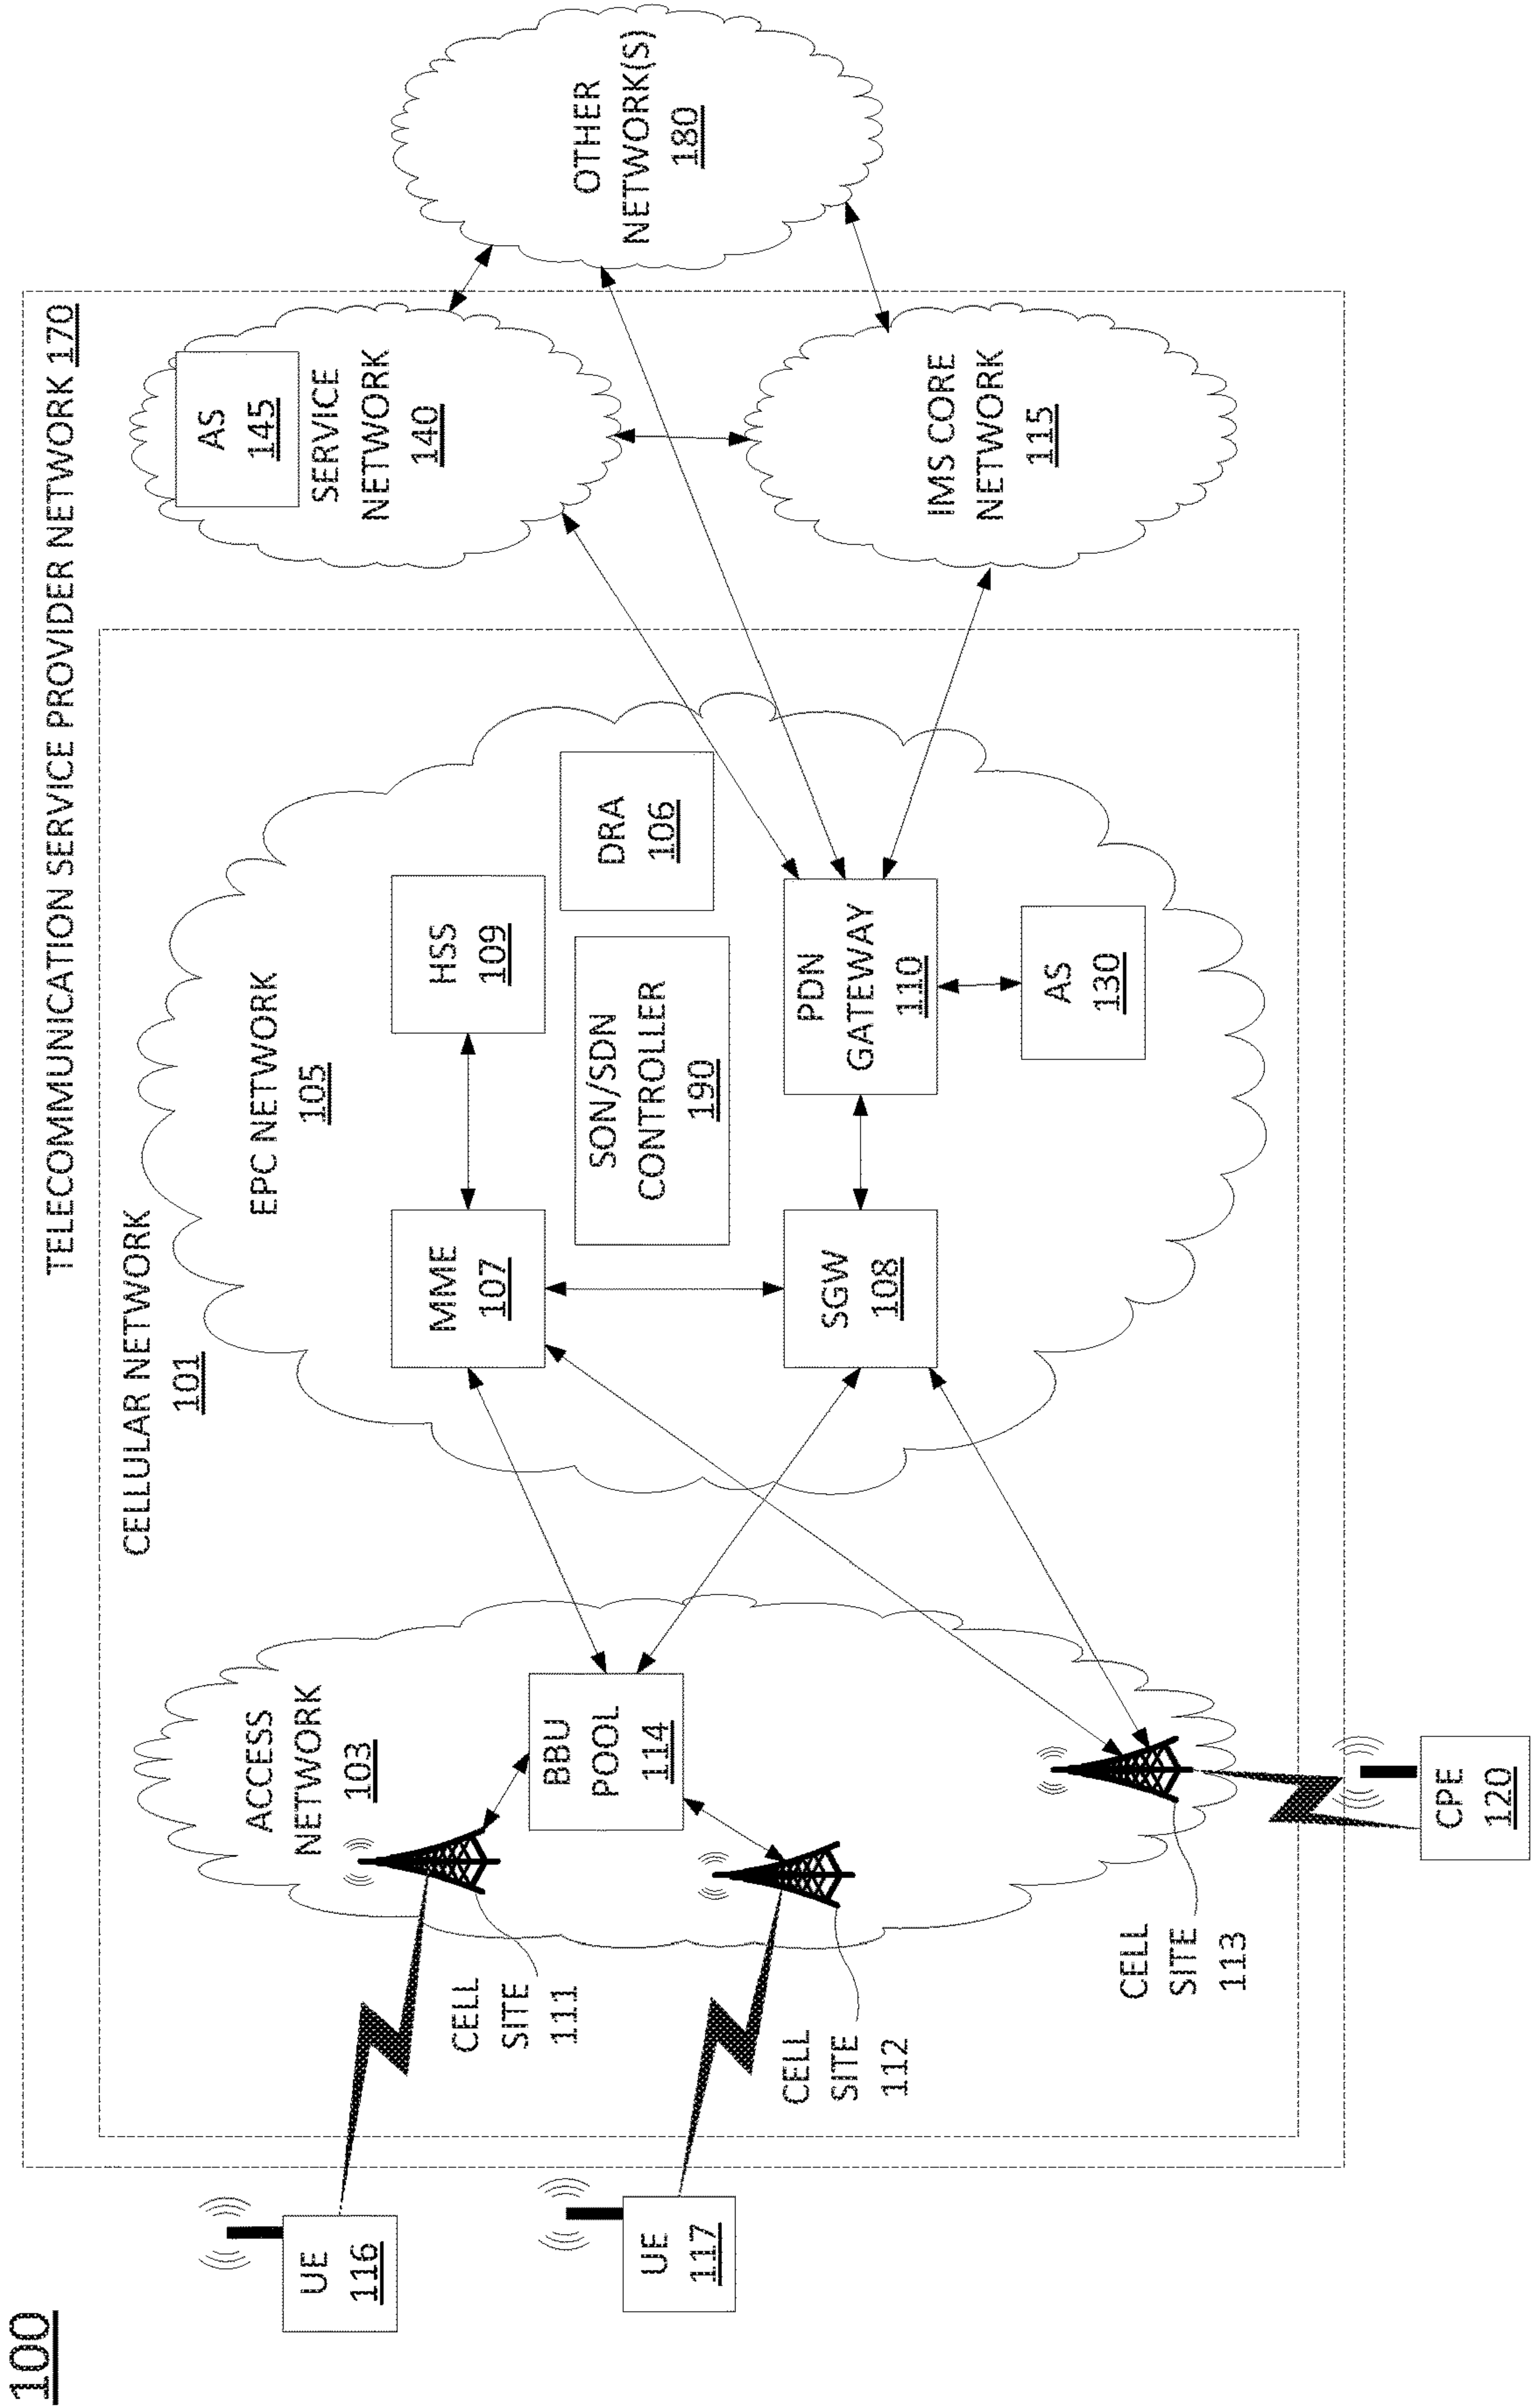 100
TELECOMMUNICATION SERVICE PROVIDER NETWORK 170
CELLULAR NETWORK
101
UE
116
UE
117
CELL
SITE
111
CELL
SITE
112
CELL
SITE
113
CPE
120
ACCESS
NETWORK
103
BBU
POOL
114
EPC NETWORK
105
MME
107
HSS
109
SON/SDN
CONTROLLER
190
DRA
106
SGW
108
PDN
GATEWAY
110
AS
130
AS
145
SERVICE
NETWORK
140
IMS CORE
NETWORK
115
OTHER
NETWORK(S)
180